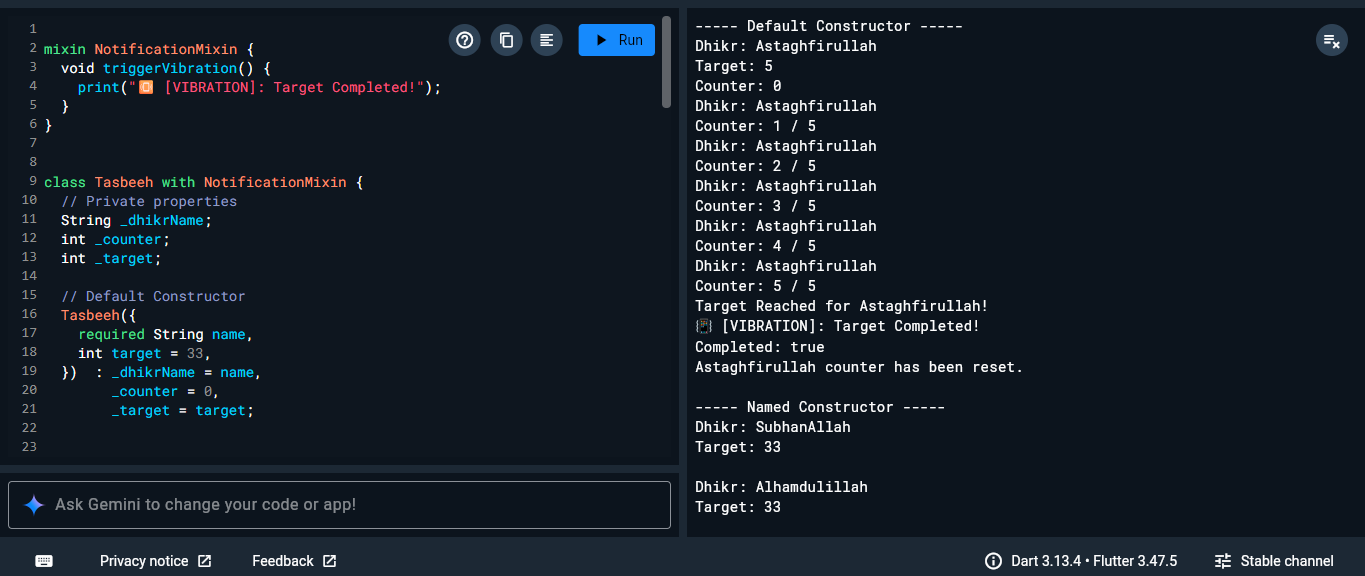 1
2 mixin NotificationMixin {
3   void triggerVibration() {
4     print("📳 [VIBRATION]: Target Completed!");
5   }
6 }
7
8
9 class Tasbeeh with NotificationMixin {
10   // Private properties
11   String _dhikrName;
12   int _counter;
13   int _target;
14
15   // Default Constructor
16   Tasbeeh({
17     required String name,
18     int target = 33,
19   })  : _dhikrName = name,
20         _counter = 0,
21         _target = target;
22
23
Run
Ask Gemini to change your code or app!
----- Default Constructor -----
Dhikr: Astaghfirullah
Target: 5
Counter: 0
Dhikr: Astaghfirullah
Counter: 1 / 5
Dhikr: Astaghfirullah
Counter: 2 / 5
Dhikr: Astaghfirullah
Counter: 3 / 5
Dhikr: Astaghfirullah
Counter: 4 / 5
Dhikr: Astaghfirullah
Counter: 5 / 5
Target Reached for Astaghfirullah!
📳 [VIBRATION]: Target Completed!
Completed: true
Astaghfirullah counter has been reset.
----- Named Constructor -----
Dhikr: SubhanAllah
Target: 33
Dhikr: Alhamdulillah
Target: 33
Privacy notice
Feedback
Dart 3.13.4 • Flutter 3.47.5
Stable channel